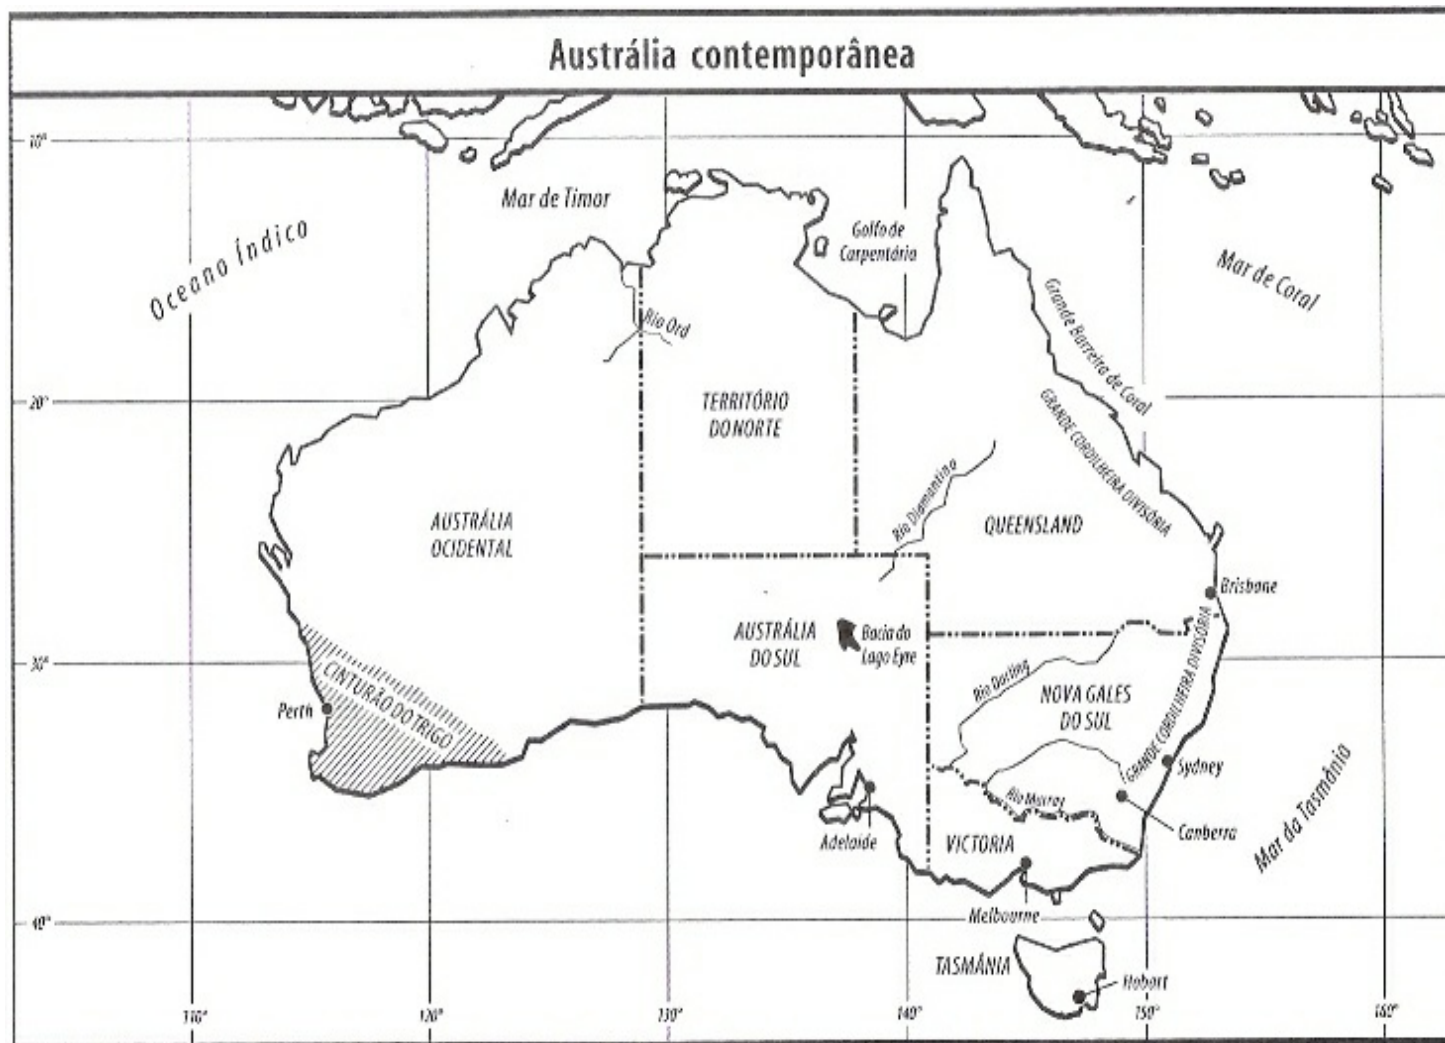 Austrália contemporânea
10°
Mar de Timor
Oceano Índico
Golfo de
Carpentária
Mar de Coral
Rio Ord
Grande Barreira de Coral
20°
TERRITÓRIO
DO NORTE
GRANDE CORDILHEIRA DIVISÓRIA
Rio Diamantina
AUSTRÁLIA
OCIDENTAL
QUEENSLAND
Brisbane
AUSTRÁLIA
DO SUL
Bacia do
Lago Eyre
30°
CINTURÃO DO TRIGO
Perth
Rio Darling
NOVA GALES
DO SUL
GRANDE CORDILHEIRA DIVISÓRIA
Sydney
Rio Murray
Canberra
Mar da Tasmânia
Adelaide
VICTORIA
Melbourne
40°
TASMÂNIA
Hobart
110°
120°
130°
140°
150°
160°